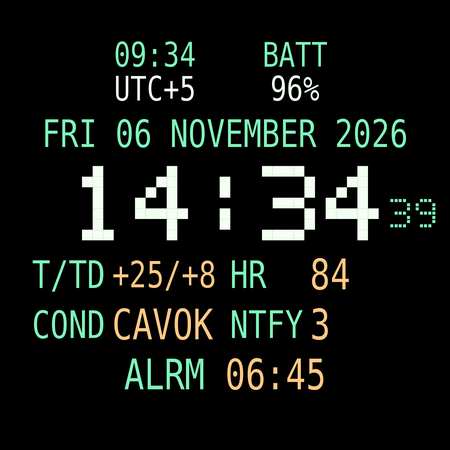 09:34 BATT
UTC+5 96%
FRI 06 NOVEMBER 2026
14:34 39
T/TD +25/+8 HR 84
COND CAVOK NTFY 3
ALRM 06:45